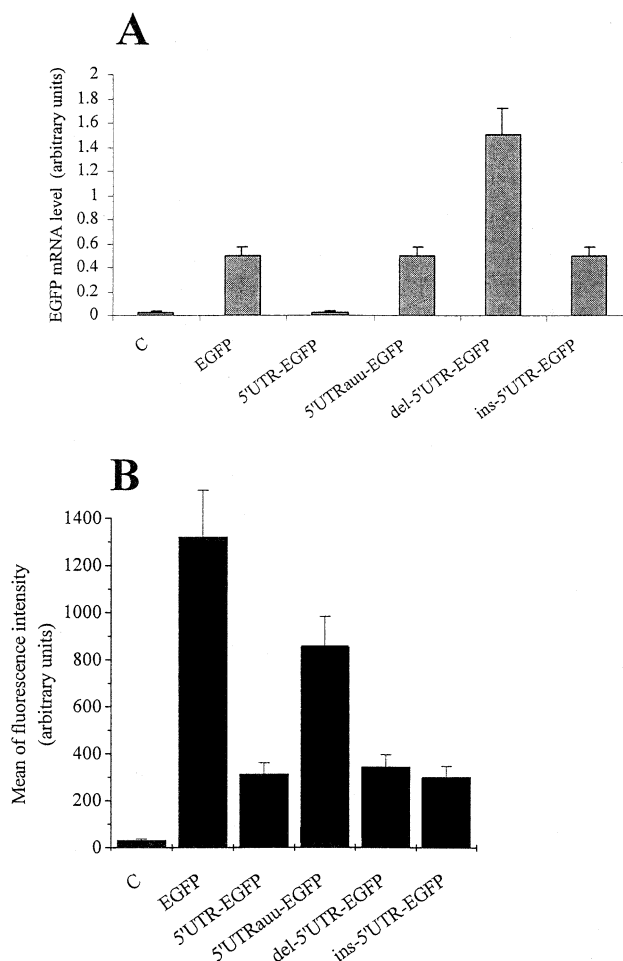 A
EGFP mRNA level (arbitrary units)
2
1.8
1.6
1.4
1.2
1
0.8
0.6
0.4
0.2
0
C
EGFP
5'UTR-EGFP
5'UTRauu-EGFP
del-5'UTR-EGFP
ins-5'UTR-EGFP
B
Mean of fluorescence intensity
(arbitrary units)
1400
1200
1000
800
600
400
200
0
C
EGFP
5'UTR-EGFP
5'UTRauu-EGFP
del-5'UTR-EGFP
ins-5'UTR-EGFP